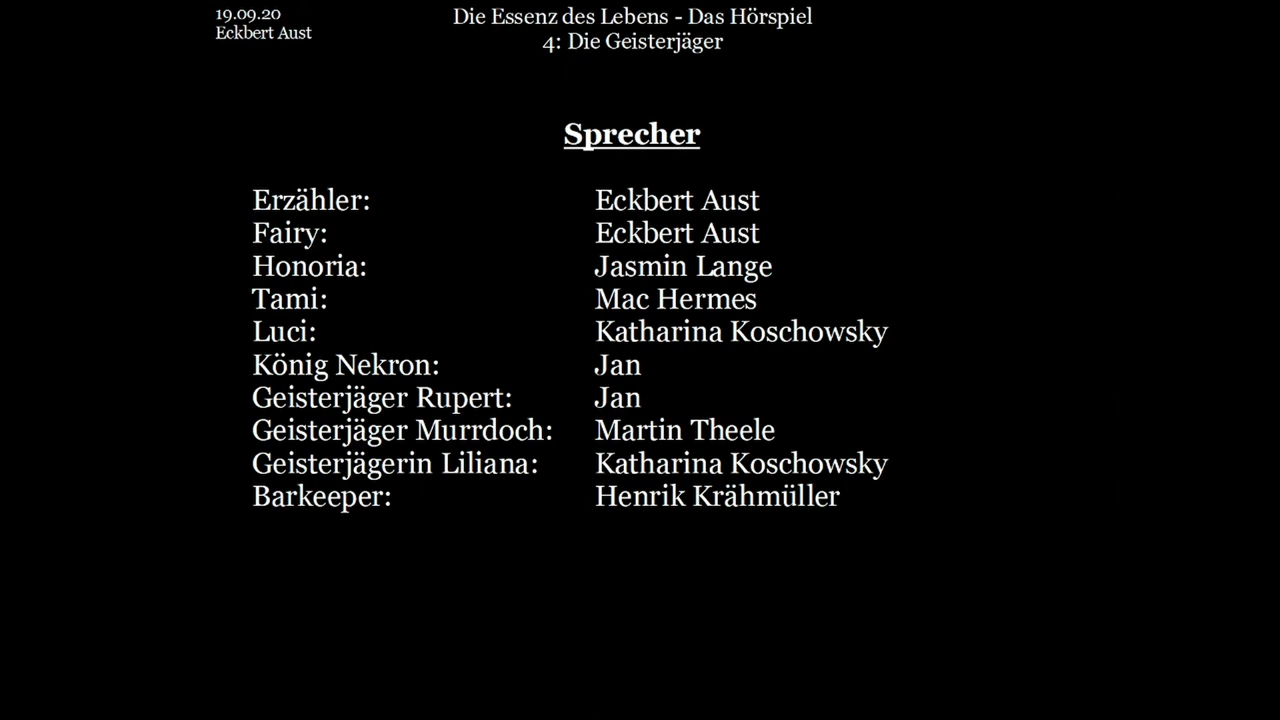 19.09.20
Eckbert Aust
Die Essenz des Lebens - Das Hörspiel
4: Die Geisterjäger
Sprecher
Erzähler: Eckbert Aust
Fairy: Eckbert Aust
Honoria: Jasmin Lange
Tami: Mac Hermes
Luci: Katharina Koschowsky
König Nekron: Jan
Geisterjäger Rupert: Jan
Geisterjäger Murrdoch: Martin Theele
Geisterjägerin Liliana: Katharina Koschowsky
Barkeeper: Henrik Krähmüller